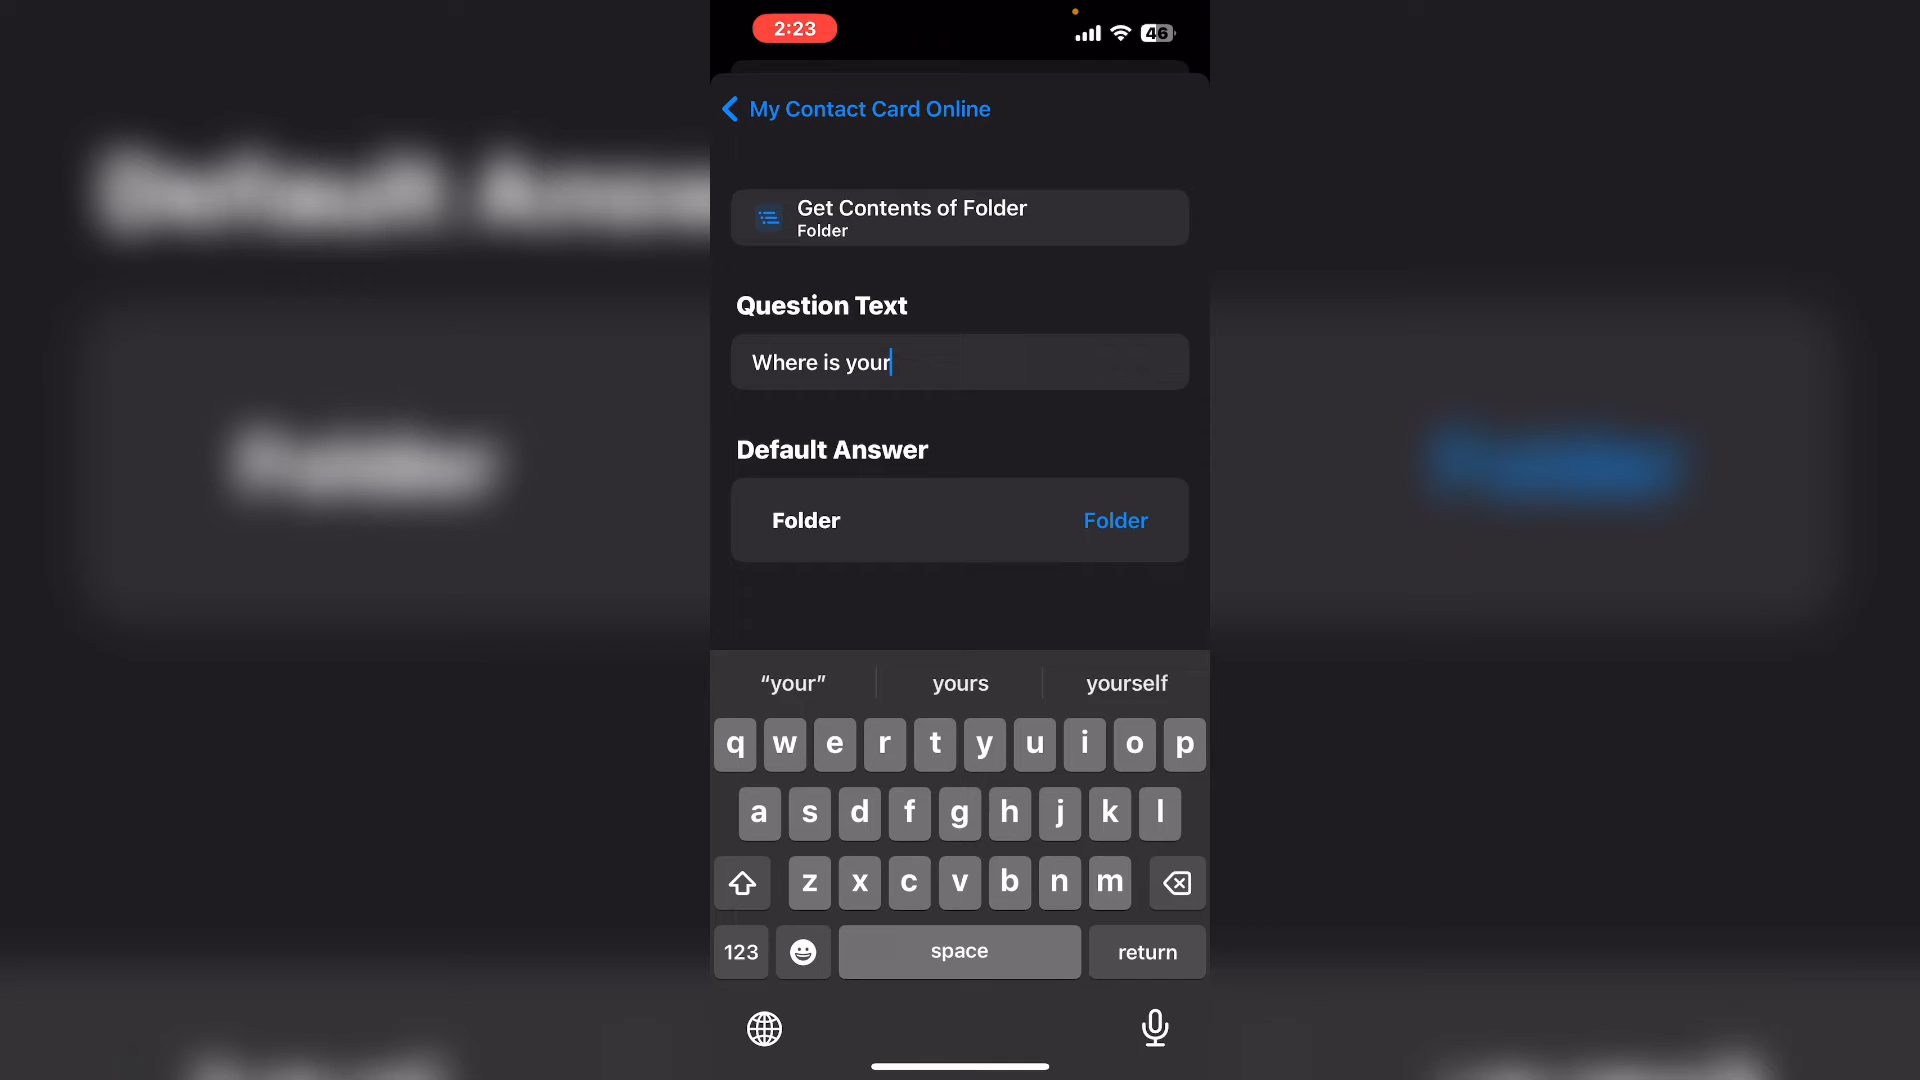 2:23
46
My Contact Card Online
Get Contents of Folder
Folder
Question Text
Where is your
Default Answer
Folder Folder
“your” yours yourself
q w e r t y u i o p
a s d f g h j k l
z x c v b n m
123 space return